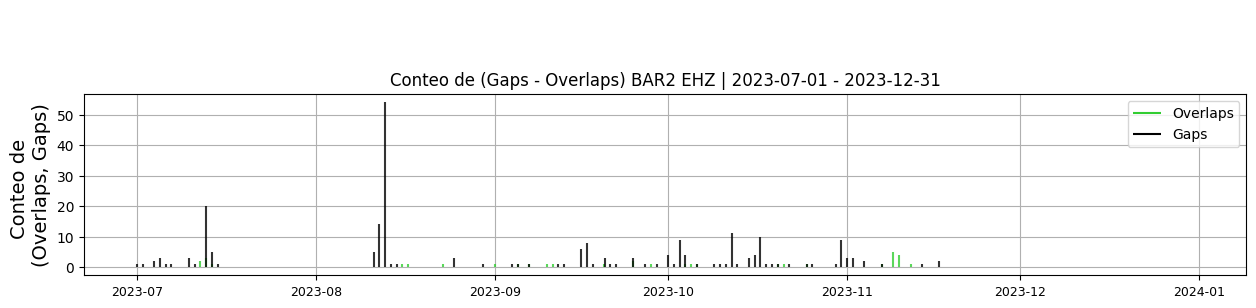 Conteo de (Gaps - Overlaps) BAR2 EHZ | 2023-07-01 - 2023-12-31
Conteo de
(Overlaps, Gaps)
50
40
30
20
10
0
Overlaps
Gaps
2023-07
2023-08
2023-09
2023-10
2023-11
2023-12
2024-01